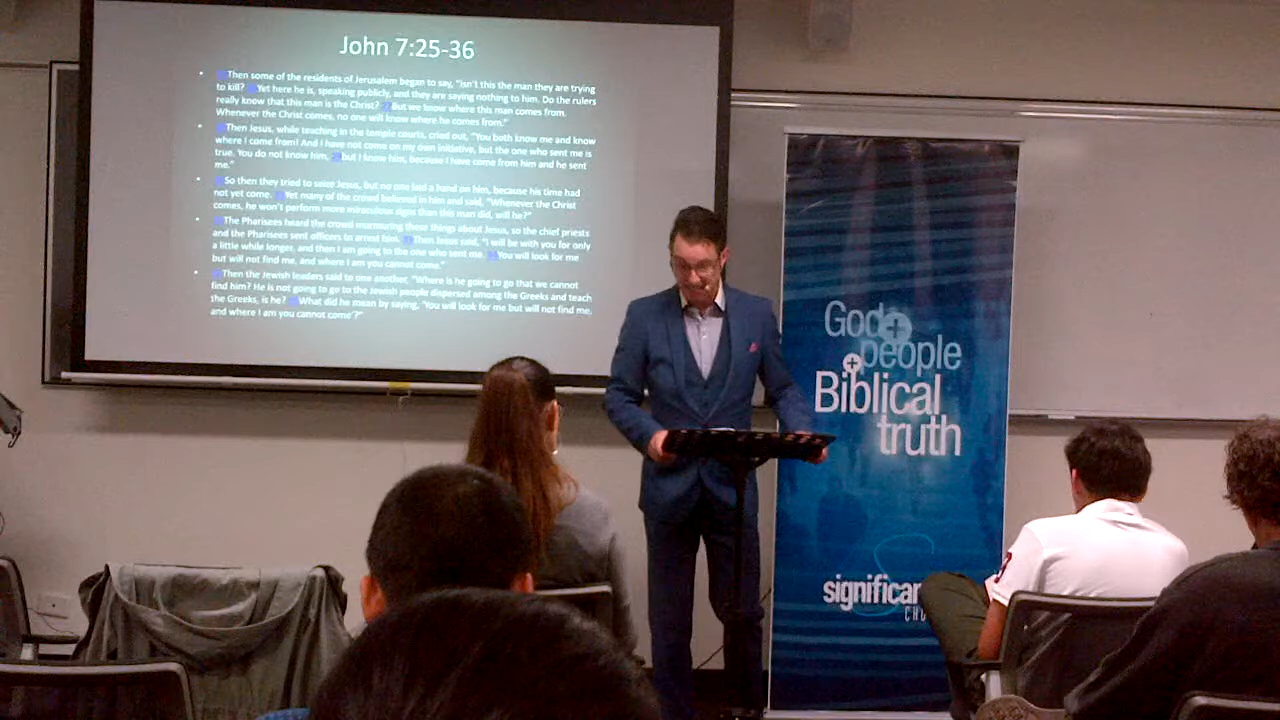 John 7:25-36
Then some of the residents of Jerusalem began to say, "Isn't this the man they are trying
to kill? Yet here he is, speaking publicly, and they are saying nothing to him. Do the rulers
really know that this man is the Christ? But we know where this man comes from.
Whenever the Christ comes, no one will know where he comes from."
Then Jesus, while teaching in the temple courts, cried out, "You both know me and know
where I come from! And I have not come on my own initiative, but the one who sent me is
true. You do not know him, but I know him, because I have come from him and he sent
me."
So then they tried to seize Jesus, but no one laid a hand on him, because his time had
not yet come. Yet many of the crowd believed in him and said, "Whenever the Christ
comes, he won't perform more miraculous signs than this man did, will he?"
The Pharisees heard the crowd murmuring these things about Jesus, so the chief priests
and the Pharisees sent officers to arrest him. Then Jesus said, "I will be with you for only
a little while longer, and then I am going to the one who sent me. You will look for me
but will not find me, and where I am you cannot come."
Then the Jewish leaders said to one another, "Where is he going to go that we cannot
find him? He is not going to go to the Jewish people dispersed among the Greeks and teach
the Greeks, is he? What did he mean by saying, 'You will look for me but will not find me,
and where I am you cannot come'?"
God+
+people
Biblical
truth
significan